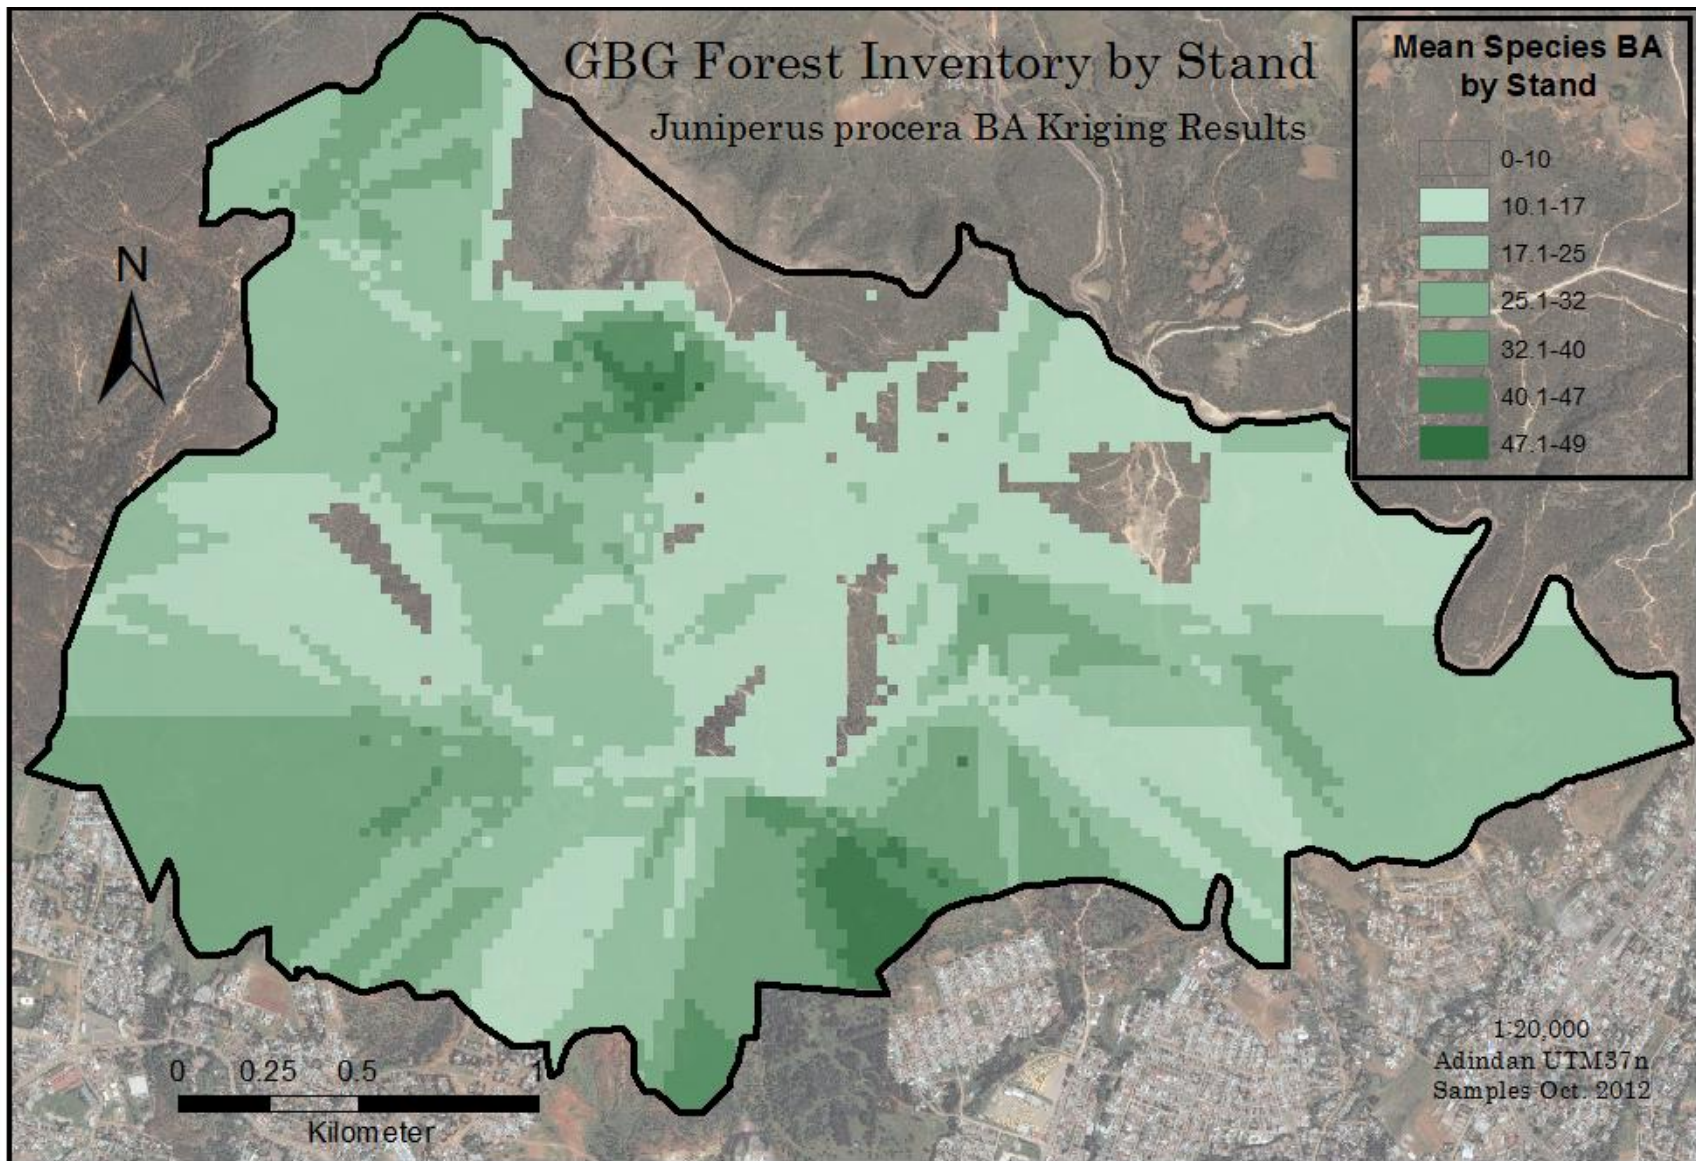 GBG Forest Inventory by Stand
Juniperus procera BA Kriging Results
Mean Species BA
by Stand
0-10
10.1-17
17.1-25
25.1-32
32.1-40
40.1-47
47.1-49
N
0 0.25 0.5 1
Kilometer
1:20,000
Adindan UTM37n
Samples Oct. 2012